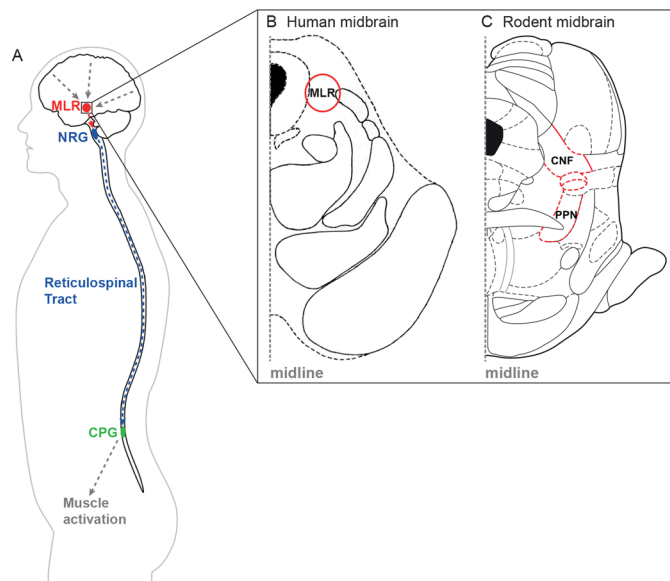 A
B Human midbrain
C Rodent midbrain
MLR
NRG
MLR
CNF
PPN
Reticulospinal
Tract
midline
midline
CPG
Muscle
activation